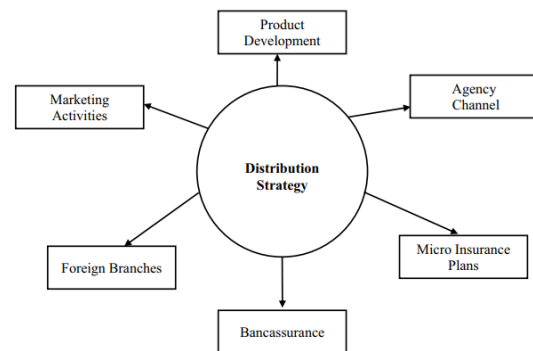 Product
Development
Marketing
Activities
Agency
Channel
Distribution
Strategy
Foreign Branches
Micro Insurance
Plans
Bancassurance